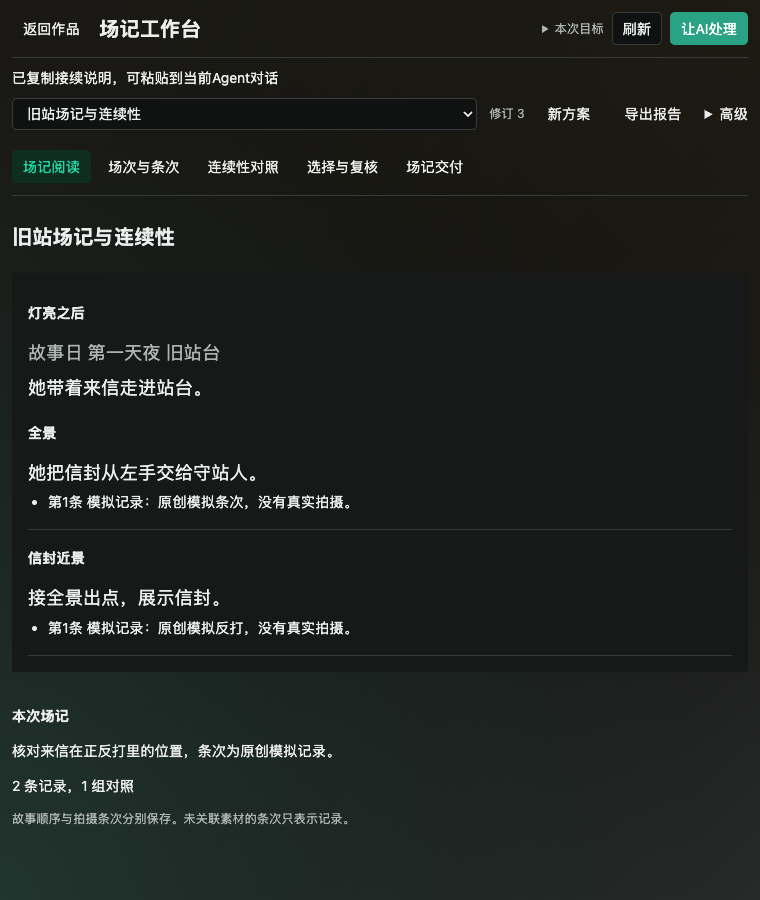 返回作品 场记工作台 ▶ 本次目标 刷新 让AI处理
已复制接续说明，可粘贴到当前Agent对话
旧站场记与连续性 修订 3 新方案 导出报告 ▶ 高级
场记阅读 场次与条次 连续性对照 选择与复核 场记交付
旧站场记与连续性
灯亮之后
故事日 第一天夜 旧站台
她带着来信走进站台。
全景
她把信封从左手交给守站人。
• 第1条 模拟记录：原创模拟条次，没有真实拍摄。
信封近景
接全景出点，展示信封。
• 第1条 模拟记录：原创模拟反打，没有真实拍摄。
本次场记
核对来信在正反打里的位置，条次为原创模拟记录。
2 条记录，1 组对照
故事顺序与拍摄条次分别保存。未关联素材的条次只表示记录。